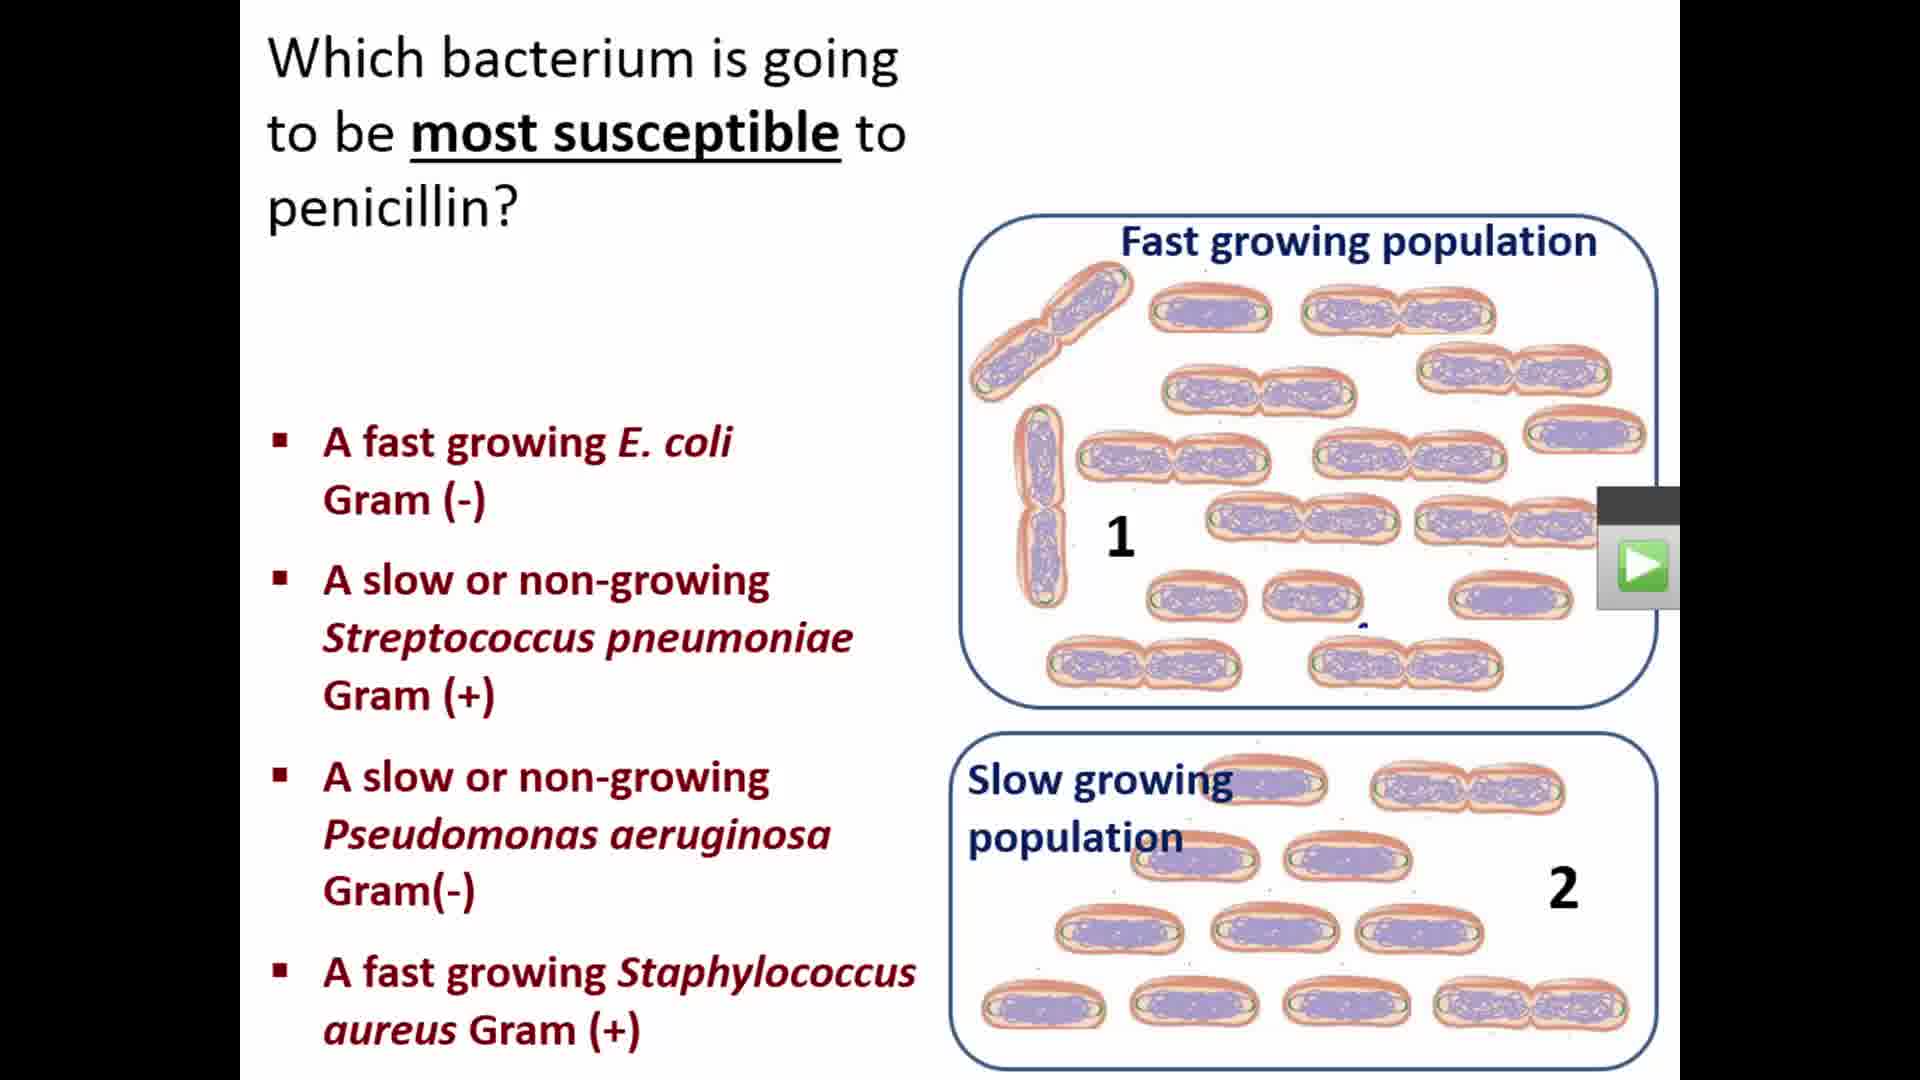 Which bacterium is going
to be most susceptible to
penicillin?
▪ A fast growing E. coli
Gram (-)
▪ A slow or non-growing
Streptococcus pneumoniae
Gram (+)
▪ A slow or non-growing
Pseudomonas aeruginosa
Gram(-)
▪ A fast growing Staphylococcus
aureus Gram (+)
Fast growing population
1
Slow growing
population
2